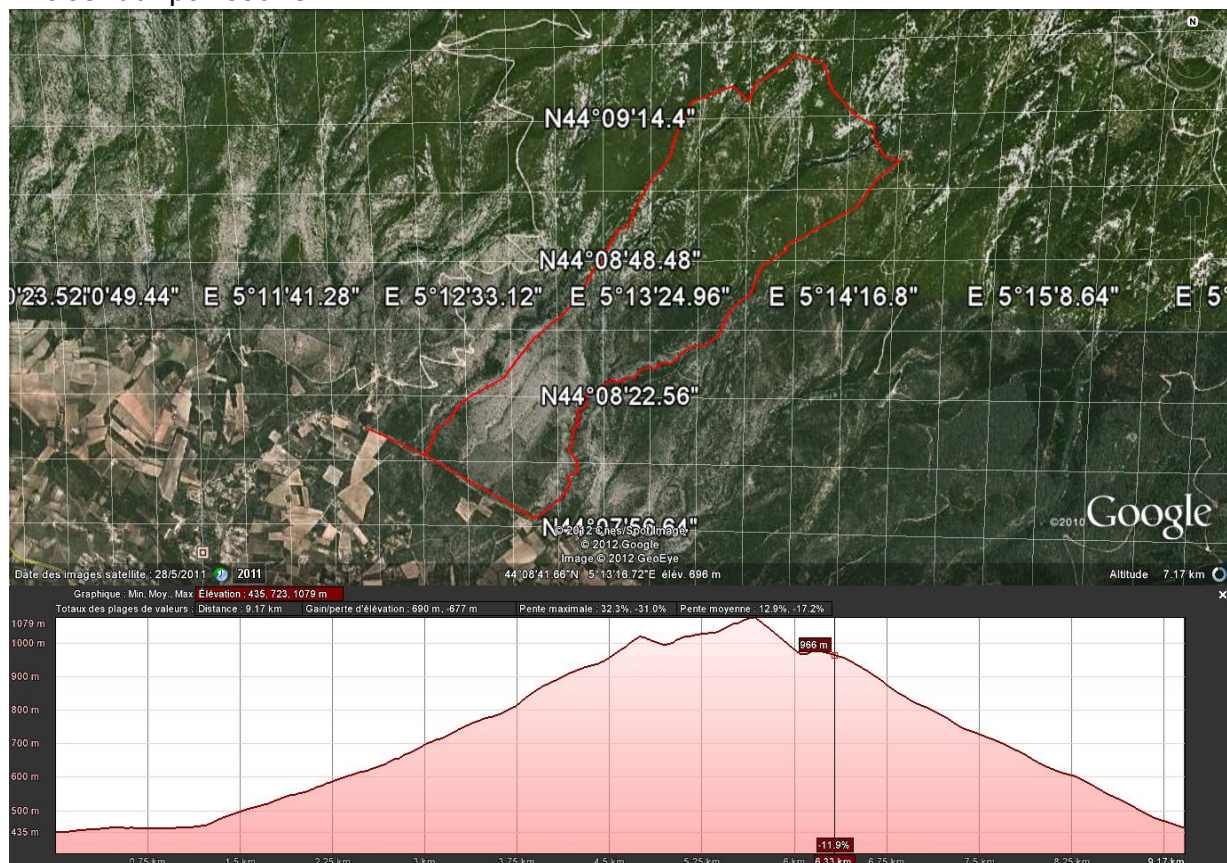 N
N44°09'14.4"
N44°08'48.48"
0'23.52"0'49.44" E 5°11'41.28" E 5°12'33.12" E 5°13'24.96" E 5°14'16.8" E 5°15'8.64" E 5°
N44°08'22.56"
N44°07'56.64"
©2010 Google
© 2012 Cnes/Spot Image
© 2012 Google
Image © 2012 GeoEye
Date des images satellite : 28/5/2011 2011 44°08'41.66"N 5°13'16.72"E élév. 696 m Altitude 7.17 km
Graphique : Min, Moy., Max Élévation : 435, 723, 1079 m
Totaux des plages de valeurs : Distance : 9.17 km Gain/perte d'élévation : 690 m, -677 m Pente maximale : 32.3%, -31.0% Pente moyenne : 12.9%, -17.2%
1079 m
1000 m
966 m
900 m
800 m
700 m
600 m
500 m
435 m
-11.9%
0.75 km 1.5 km 2.25 km 3 km 3.75 km 4.5 km 5.25 km 6 km 6.33 km 6.75 km 7.5 km 8.25 km 9.17 km